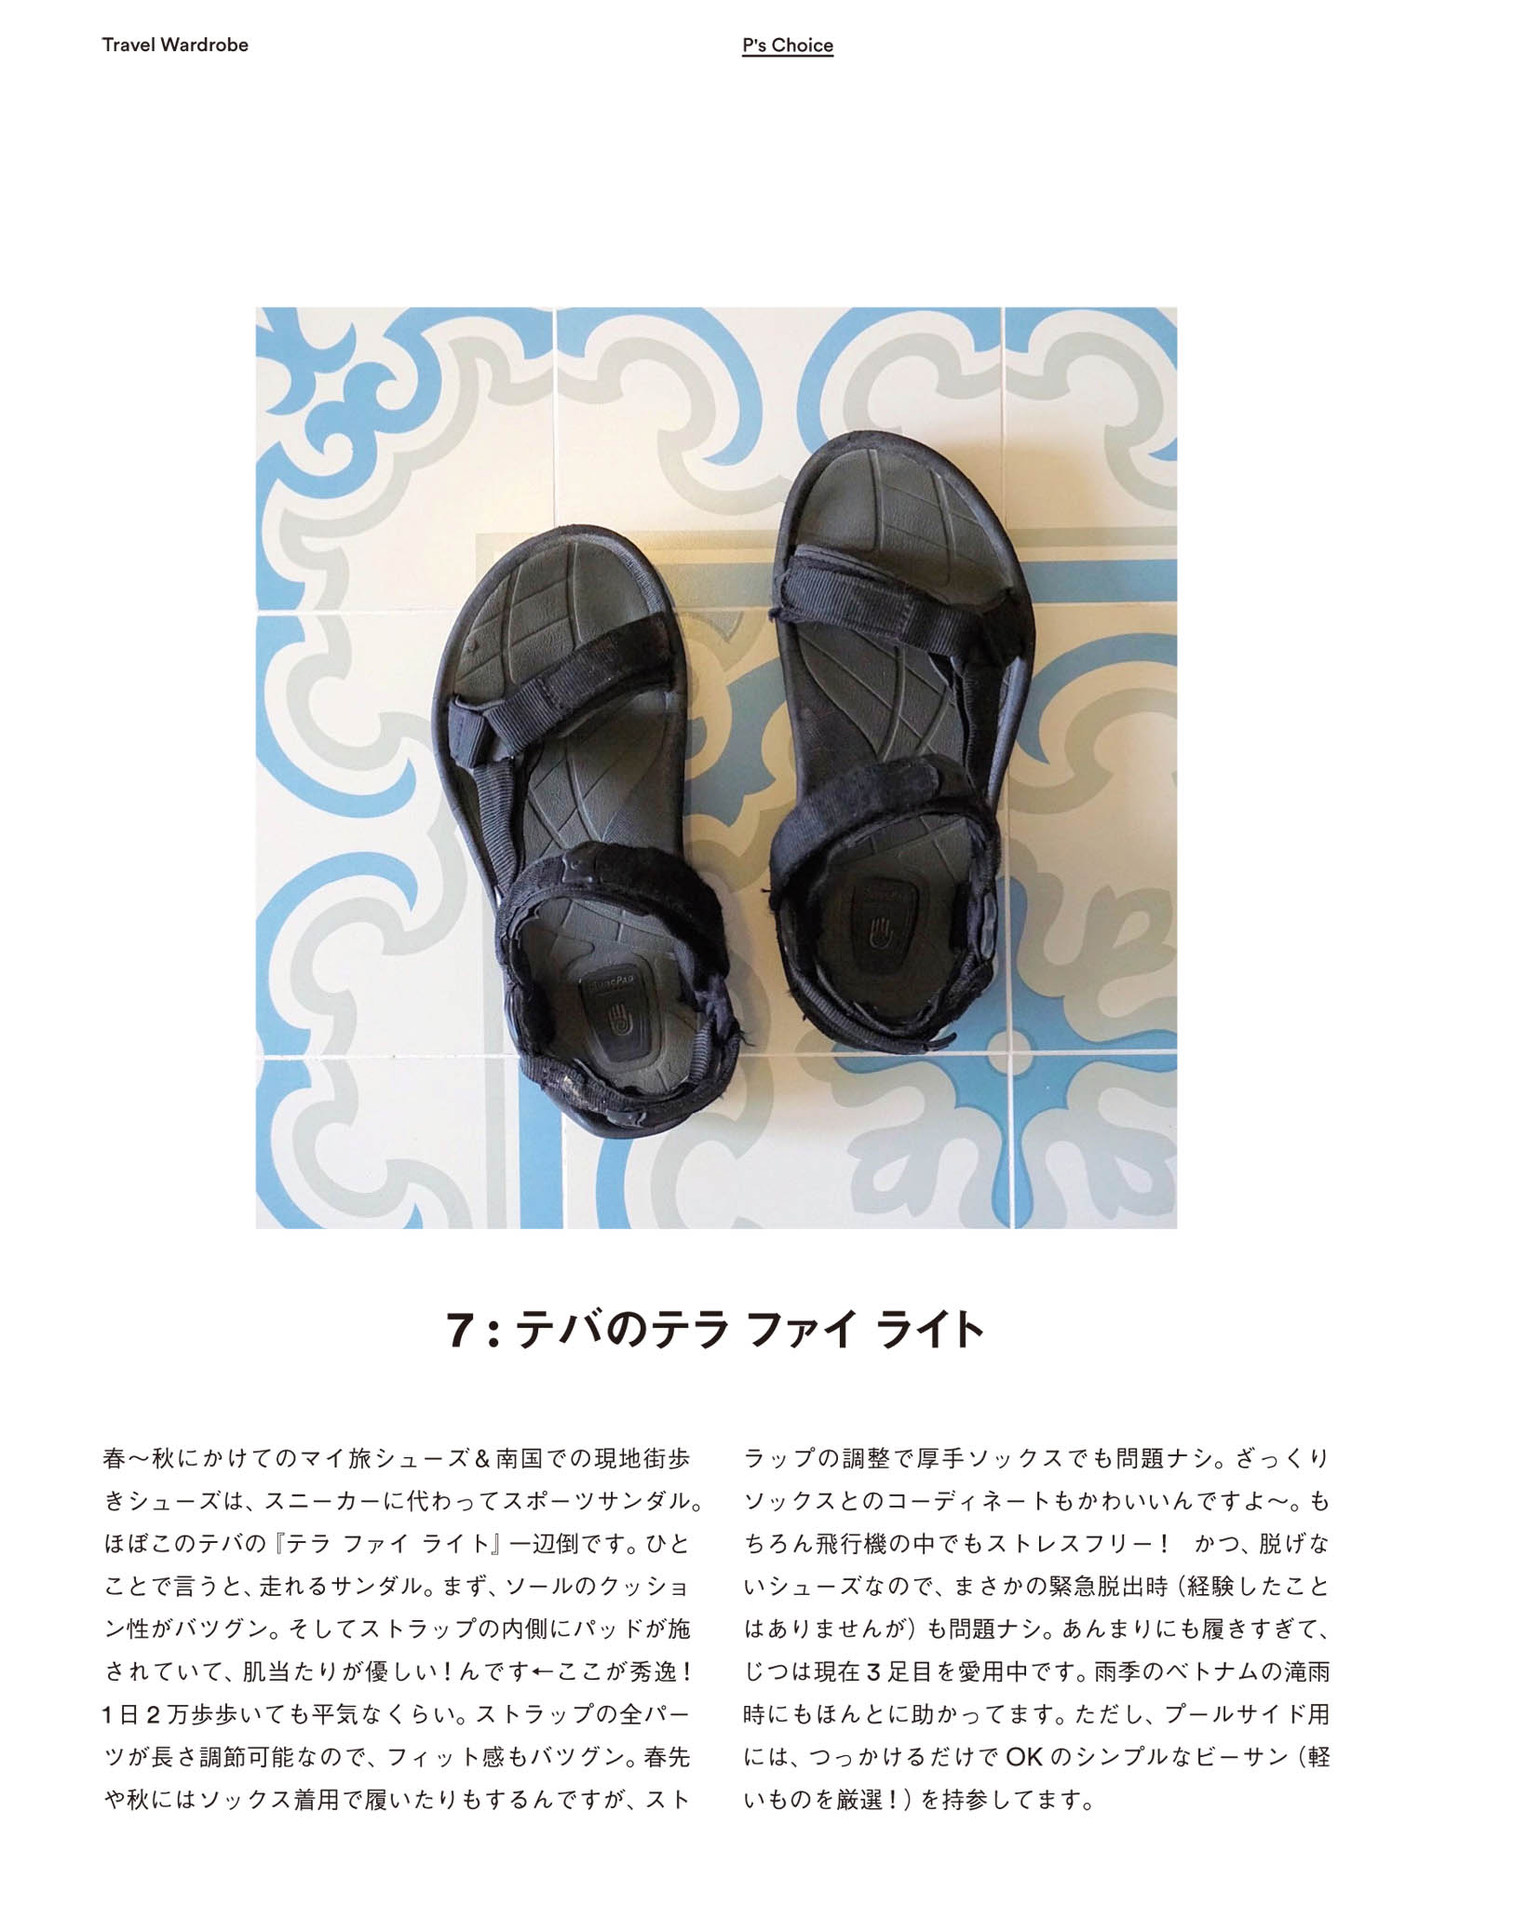 Travel Wardrobe
P's Choice
7 : テバのテラ ファイ ライト
春〜秋にかけてのマイ旅シューズ＆南国での現地街歩
きシューズは、スニーカーに代わってスポーツサンダル。
ほぼこのテバの『テラ ファイ ライト』一辺倒です。ひと
ことで言うと、走れるサンダル。まず、ソールのクッショ
ン性がバツグン。そしてストラップの内側にパッドが施
されていて、肌当たりが優しい！んです←ここが秀逸！
1日2万歩歩いても平気なくらい。ストラップの全パー
ツが長さ調節可能なので、フィット感もバツグン。春先
や秋にはソックス着用で履いたりもするんですが、スト
ラップの調整で厚手ソックスでも問題ナシ。ざっくり
ソックスとのコーディネートもかわいいんですよ〜。も
ちろん飛行機の中でもストレスフリー！　かつ、脱げな
いシューズなので、まさかの緊急脱出時（経験したこと
はありませんが）も問題ナシ。あんまりにも履きすぎて、
じつは現在3足目を愛用中です。雨季のベトナムの滝雨
時にもほんとに助かってます。ただし、プールサイド用
には、つっかけるだけでOKのシンプルなビーサン（軽
いものを厳選！）を持参してます。